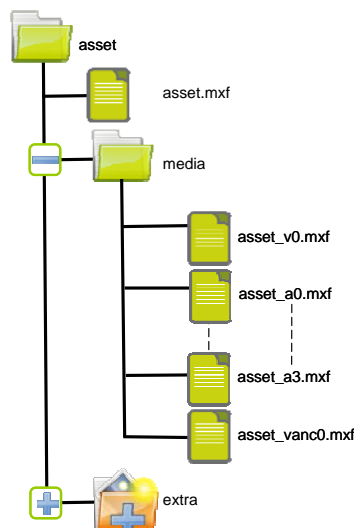 asset
asset.mxf
media
asset_v0.mxf
asset_a0.mxf
asset_a3.mxf
asset_vanc0.mxf
extra